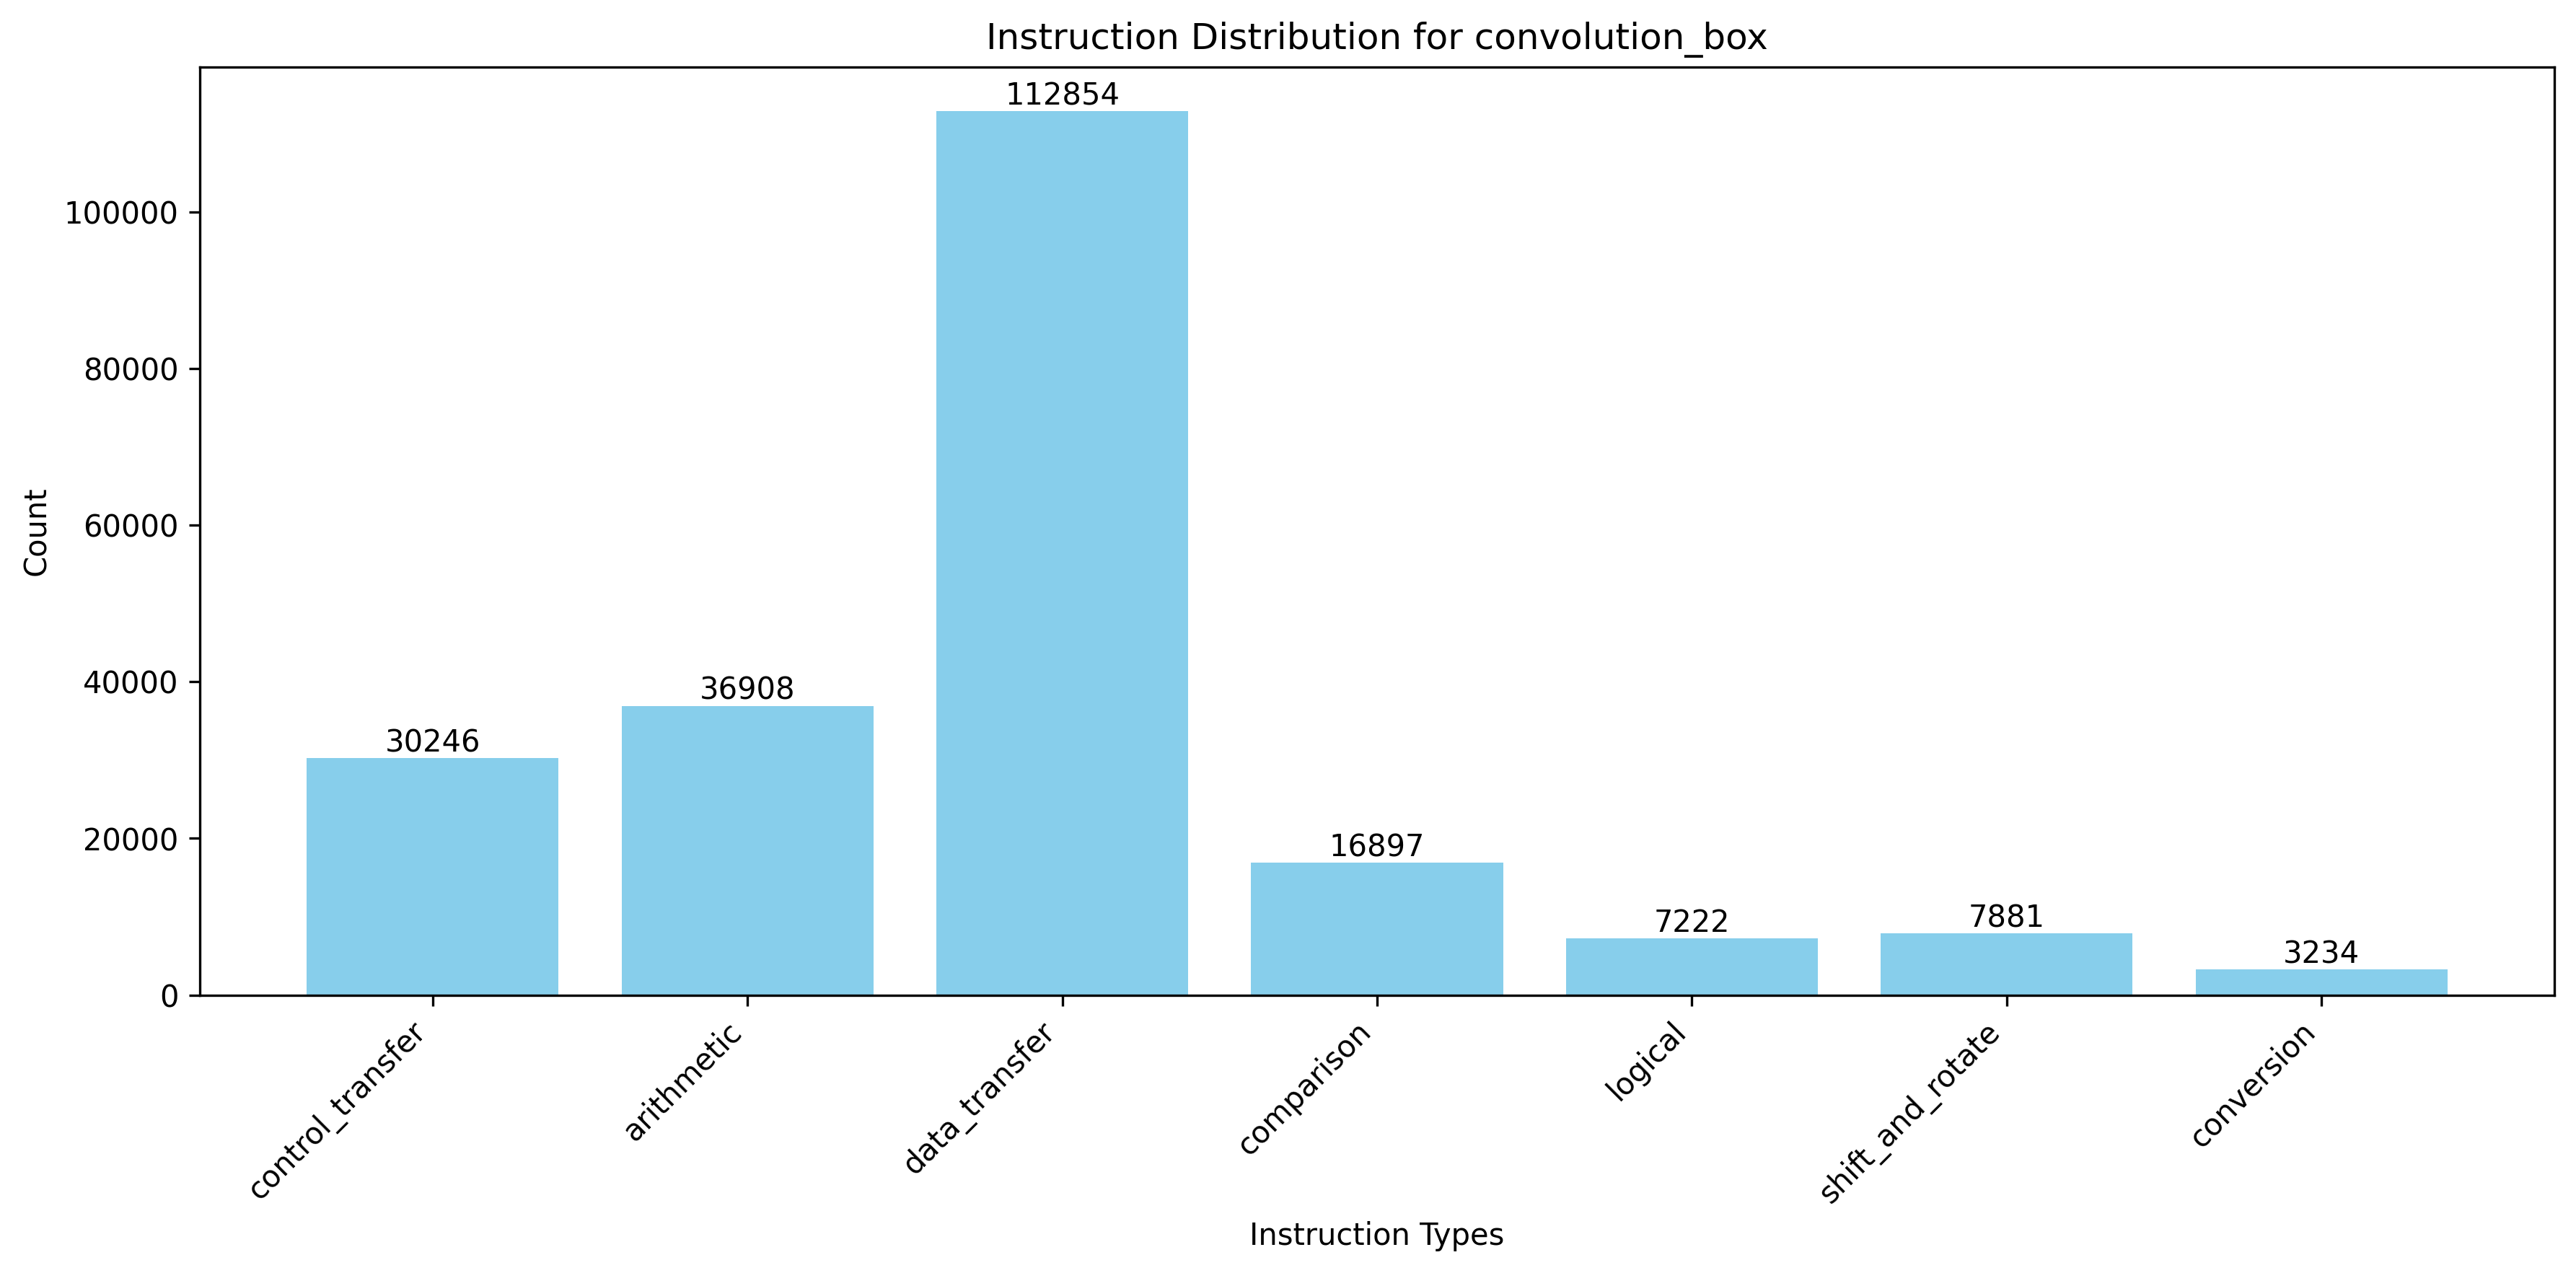 Instruction Distribution for convolution_box
112854
100000
80000
60000
40000
20000
0
Count
36908
30246
16897
7222
7881
3234
control_transfer
arithmetic
data_transfer
comparison
logical
shift_and_rotate
conversion
Instruction Types